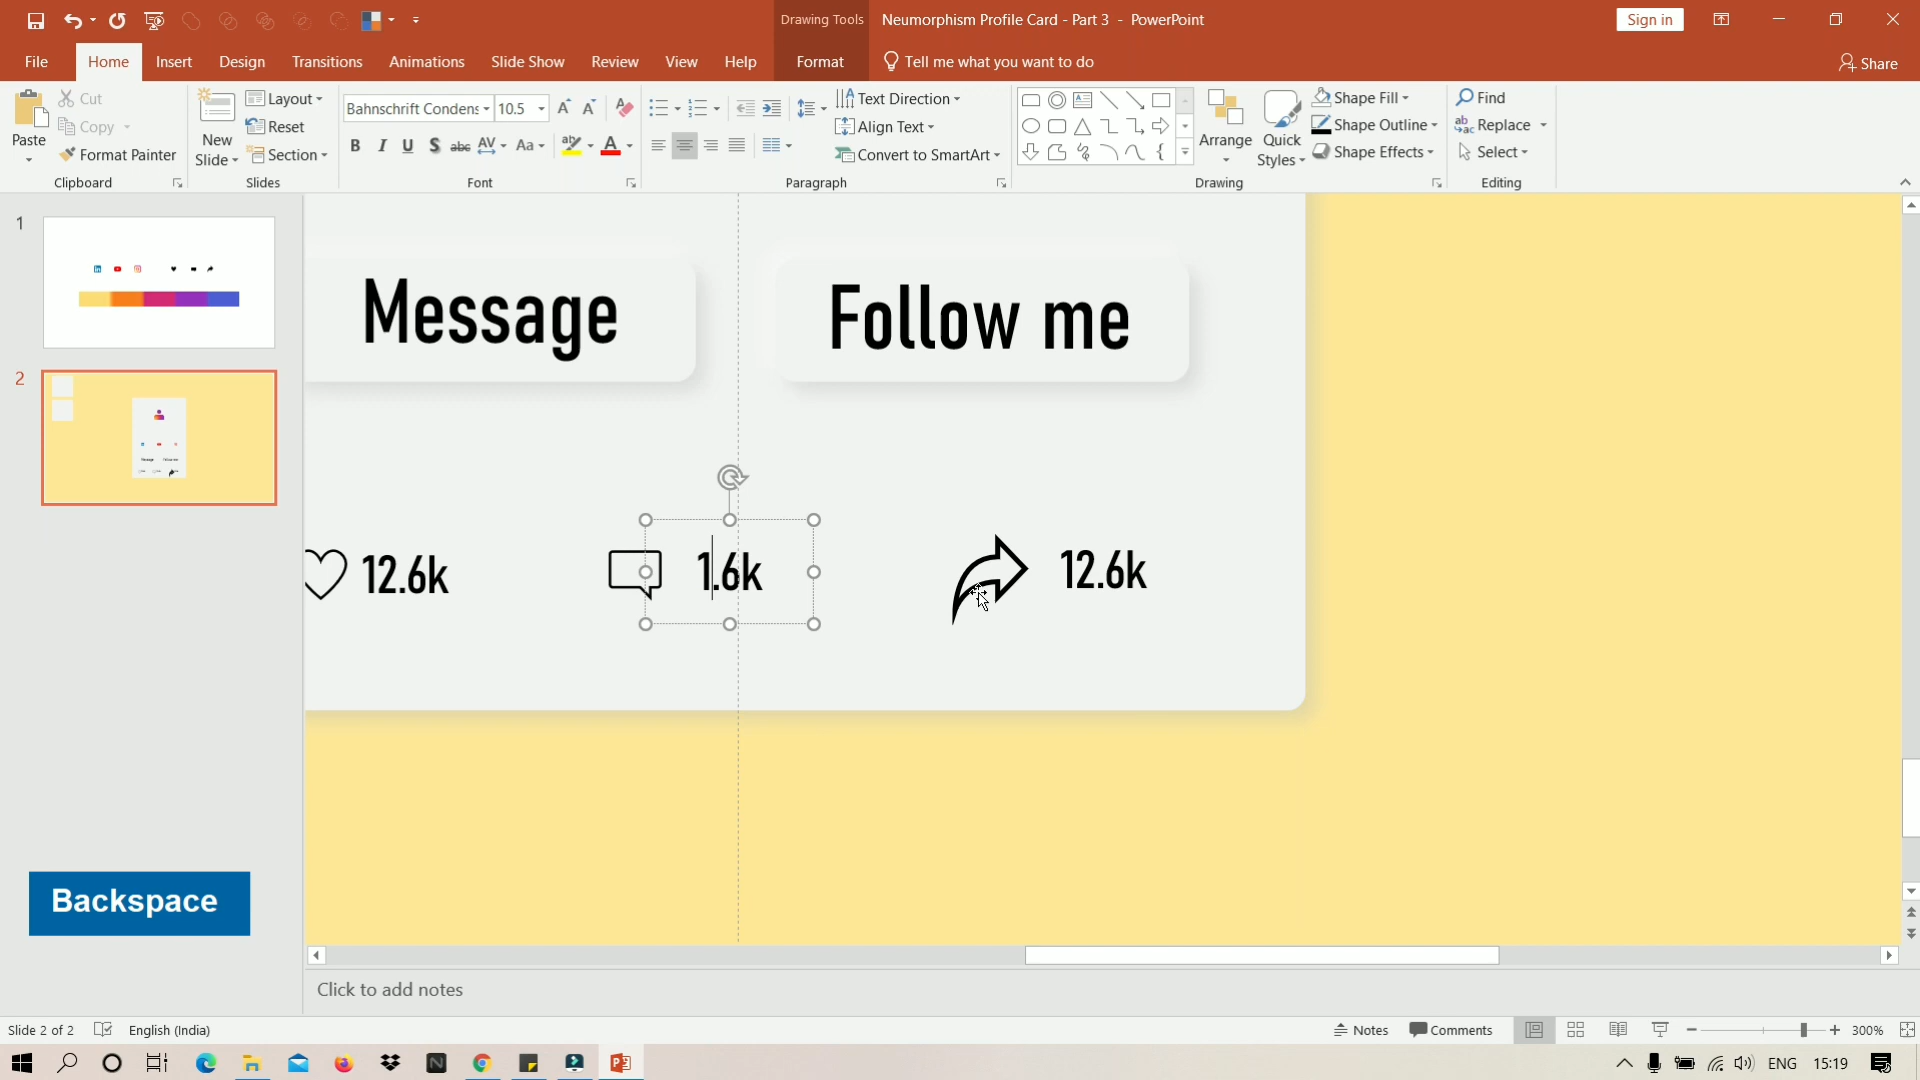 Drawing Tools
Neumorphism Profile Card - Part 3 - PowerPoint
Sign in
File
Home
Insert
Design
Transitions
Animations
Slide Show
Review
View
Help
Format
Tell me what you want to do
Share
Paste
Cut
Copy
Format Painter
Clipboard
New
Slide
Layout
Reset
Section
Slides
Bahnschrift Condens
10.5
B I U S abc AV Aa A
Font
Text Direction
Align Text
Convert to SmartArt
Paragraph
Arrange
Quick
Styles
Shape Fill
Shape Outline
Shape Effects
Drawing
Find
Replace
Select
Editing
1
2
Message
Follow me
12.6k
1.6k
12.6k
Backspace
Click to add notes
Slide 2 of 2
English (India)
Notes
Comments
300%
ENG
15:19